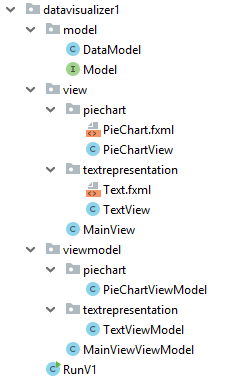 datavisualizer1
model
C DataModel
I Model
view
piechart
PieChart.fxml
C PieChartView
textrepresentation
Text.fxml
C TextView
C MainView
viewmodel
piechart
C PieChartViewModel
textrepresentation
C TextViewModel
C MainViewViewModel
C RunV1